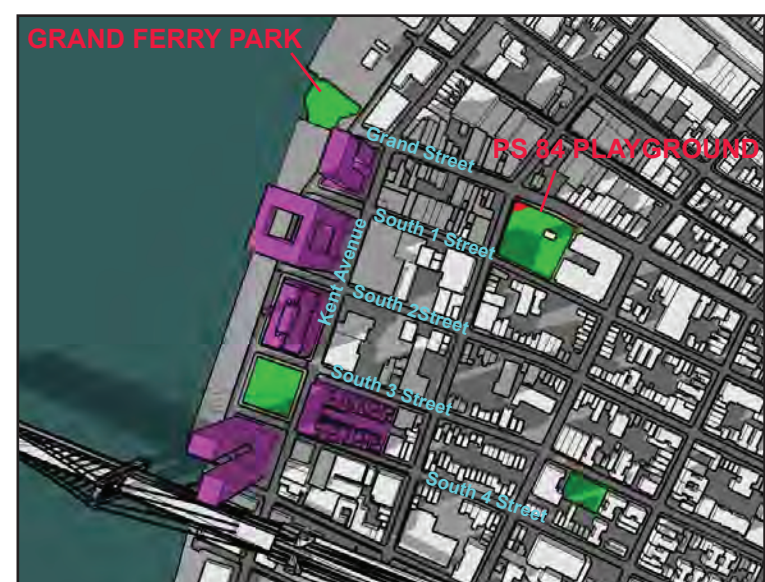 GRAND FERRY PARK
Grand Street
PS 84 PLAYGROUND
South 1 Street
Kent Avenue
South 2Street
South 3 Street
South 4 Street